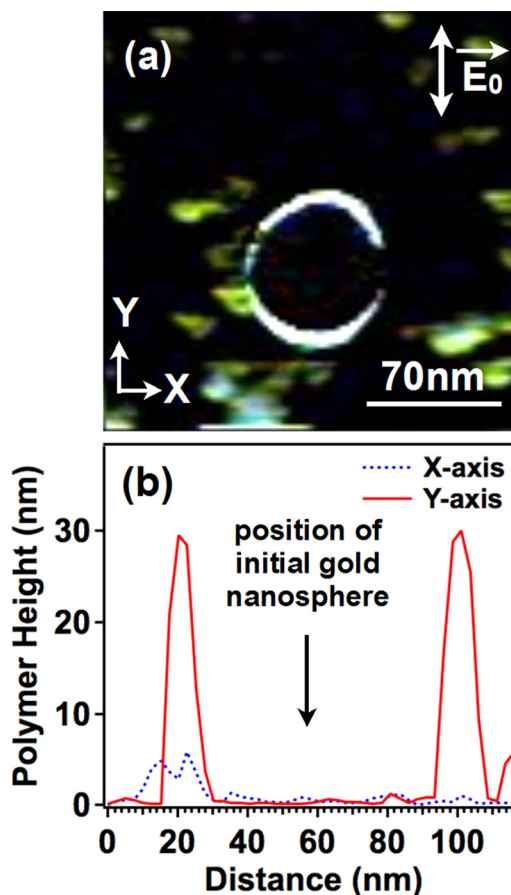 (a)
E0
Y
X
70nm
(b)
X-axis
Y-axis
position of
initial gold
nanosphere
Polymer Height (nm)
30
20
10
0
0 20 40 60 80 100
Distance (nm)